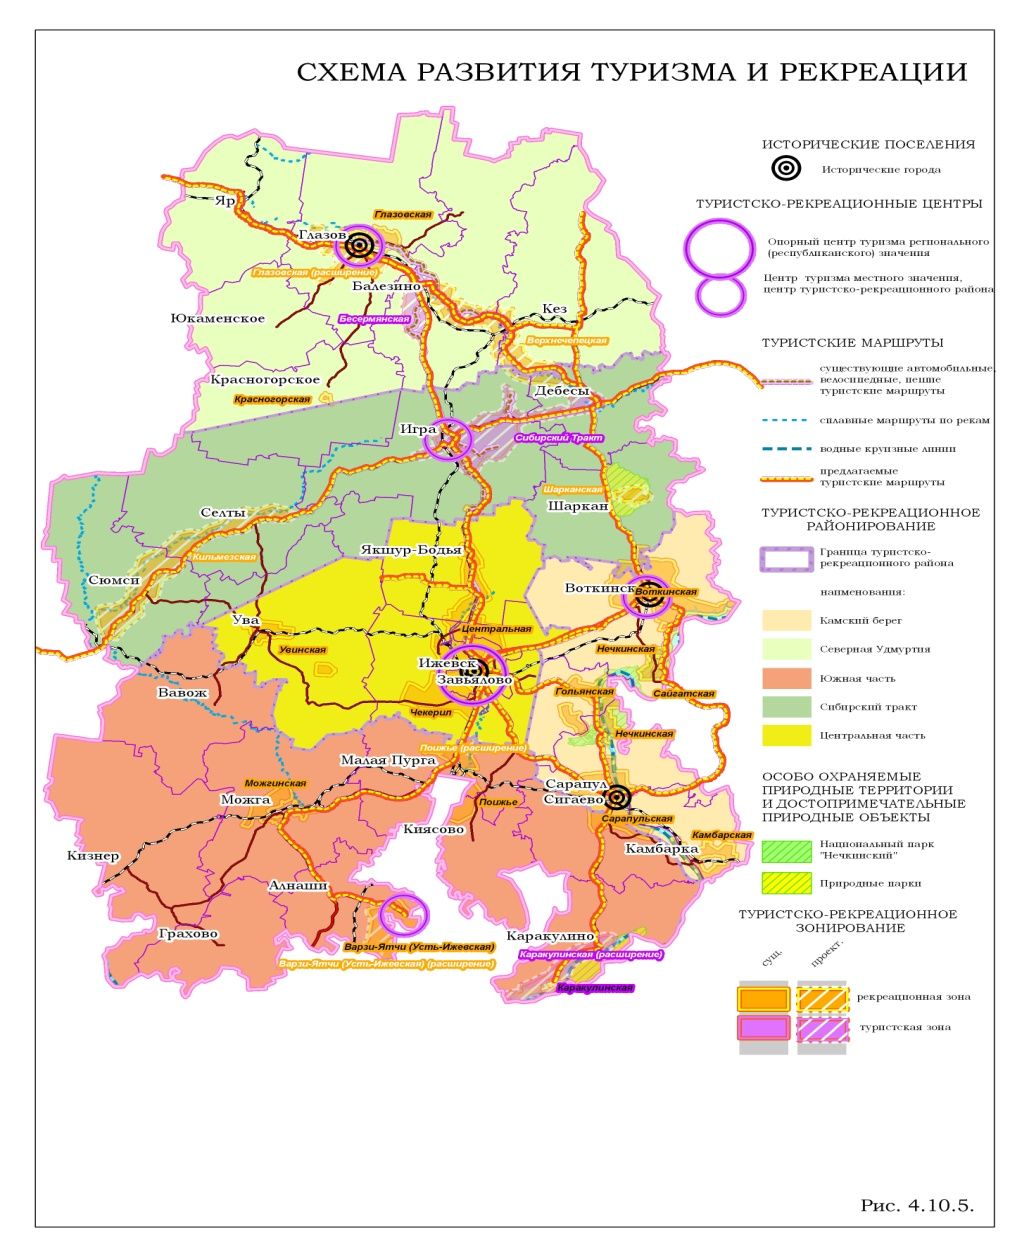 СХЕМА РАЗВИТИЯ ТУРИЗМА И РЕКРЕАЦИИ
ИСТОРИЧЕСКИЕ ПОСЕЛЕНИЯ
Исторические города
ТУРИСТСКО-РЕКРЕАЦИОННЫЕ ЦЕНТРЫ
Опорный центр туризма регионального
(республиканского) значения
Центр туризма местного значения,
центр туристско-рекреационного района
ТУРИСТСКИЕ МАРШРУТЫ
существующие автомобильные,
велосипедные, пешие
туристские маршруты
сплавные маршруты по рекам
водные круизные линии
предлагаемые
туристские маршруты
ТУРИСТСКО-РЕКРЕАЦИОННОЕ
РАЙОНИРОВАНИЕ
Граница туристско-
рекреационного района
наименования:
Камский берег
Северная Удмуртия
Южная часть
Сибирский тракт
Центральная часть
ОСОБО ОХРАНЯЕМЫЕ
ПРИРОДНЫЕ ТЕРРИТОРИИ
И ДОСТОПРИМЕЧАТЕЛЬНЫЕ
ПРИРОДНЫЕ ОБЪЕКТЫ
Национальный парк
"Нечкинский"
Природные парки
ТУРИСТСКО-РЕКРЕАЦИОННОЕ
ЗОНИРОВАНИЕ
сущ.
проект.
рекреационная зона
туристская зона
Яр
Глазовская
Глазов
Глазовская (расширение)
Балезино
Кез
Юкаменское
Бесермянская
Верхнечепецкая
Красногорское
Дебесы
Красногорская
Игра
Сибирский Тракт
Шарканская
Шаркан
Селты
Якшур-Бодья
Кильмезская
Сюмси
Воткинск
Воткинская
Ува
Центральная
Увинская
Нечкинская
Ижевск
Завьялово
Вавож
Гольянская
Сайгатская
Чекерил
Нечкинская
Поижье (расширение)
Малая Пурга
Можгинская
Сарапул
Сигаево
Можга
Поижье
Киясово
Сарапульская
Камбарская
Камбарка
Кизнер
Алнаши
Грахово
Каракулино
Варзи-Ятчи (Усть-Ижевская)
Каракулинская (расширение)
Варзи-Ятчи (Усть-Ижевская) (расширение)
Каракулинская
Рис. 4.10.5.